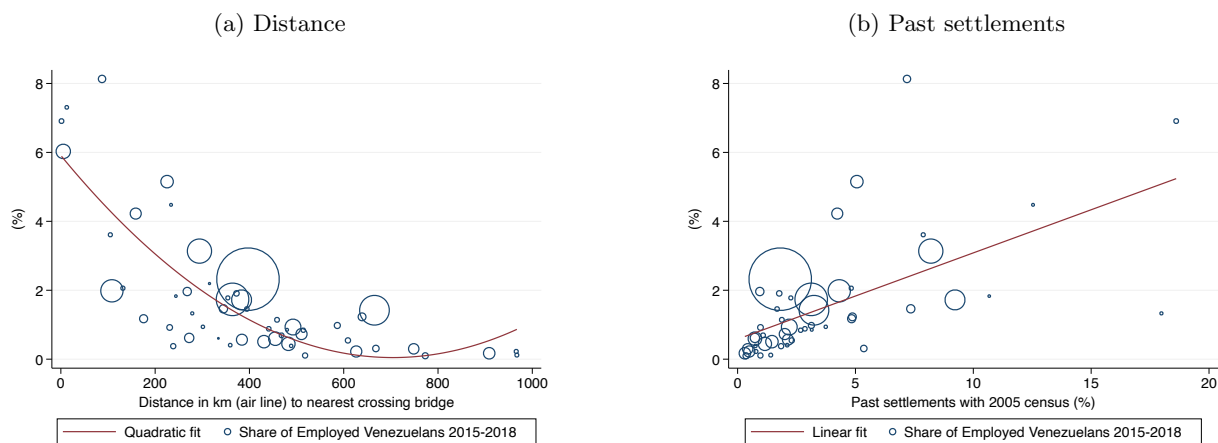 (a) Distance
8
6
4
2
0
(%)
0 200 400 600 800 1000
Distance in km (air line) to nearest crossing bridge
Quadratic fit Share of Employed Venezuelans 2015-2018
(b) Past settlements
8
6
4
2
0
(%)
0 5 10 15 20
Past settlements with 2005 census (%)
Linear fit Share of Employed Venezuelans 2015-2018